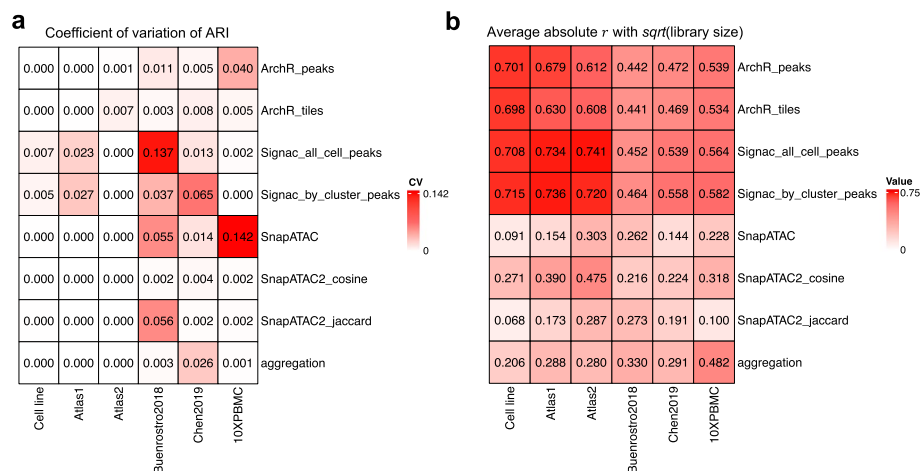 a
Coefficient of variation of ARI
0.000 0.000 0.001 0.011 0.005 0.040 ArchR_peaks
0.000 0.000 0.007 0.003 0.008 0.005 ArchR_tiles
0.007 0.023 0.000 0.137 0.013 0.002 Signac_all_cell_peaks
0.005 0.027 0.000 0.037 0.065 0.000 Signac_by_cluster_peaks
0.000 0.000 0.000 0.055 0.014 0.142 SnapATAC
0.000 0.000 0.000 0.002 0.004 0.002 SnapATAC2_cosine
0.000 0.000 0.000 0.056 0.002 0.002 SnapATAC2_jaccard
0.000 0.000 0.000 0.003 0.026 0.001 aggregation
Cell line
Atlas1
Atlas2
Buenrostro2018
Chen2019
10XPBMC
CV
0.142
0
b
Average absolute r with sqrt(library size)
0.701 0.679 0.612 0.442 0.472 0.539 ArchR_peaks
0.698 0.630 0.608 0.441 0.469 0.534 ArchR_tiles
0.708 0.734 0.741 0.452 0.539 0.564 Signac_all_cell_peaks
0.715 0.736 0.720 0.464 0.558 0.582 Signac_by_cluster_peaks
0.091 0.154 0.303 0.262 0.144 0.228 SnapATAC
0.271 0.390 0.475 0.216 0.224 0.318 SnapATAC2_cosine
0.068 0.173 0.287 0.273 0.191 0.100 SnapATAC2_jaccard
0.206 0.288 0.280 0.330 0.291 0.482 aggregation
Cell line
Atlas1
Atlas2
Buenrostro2018
Chen2019
10XPBMC
Value
0.75
0